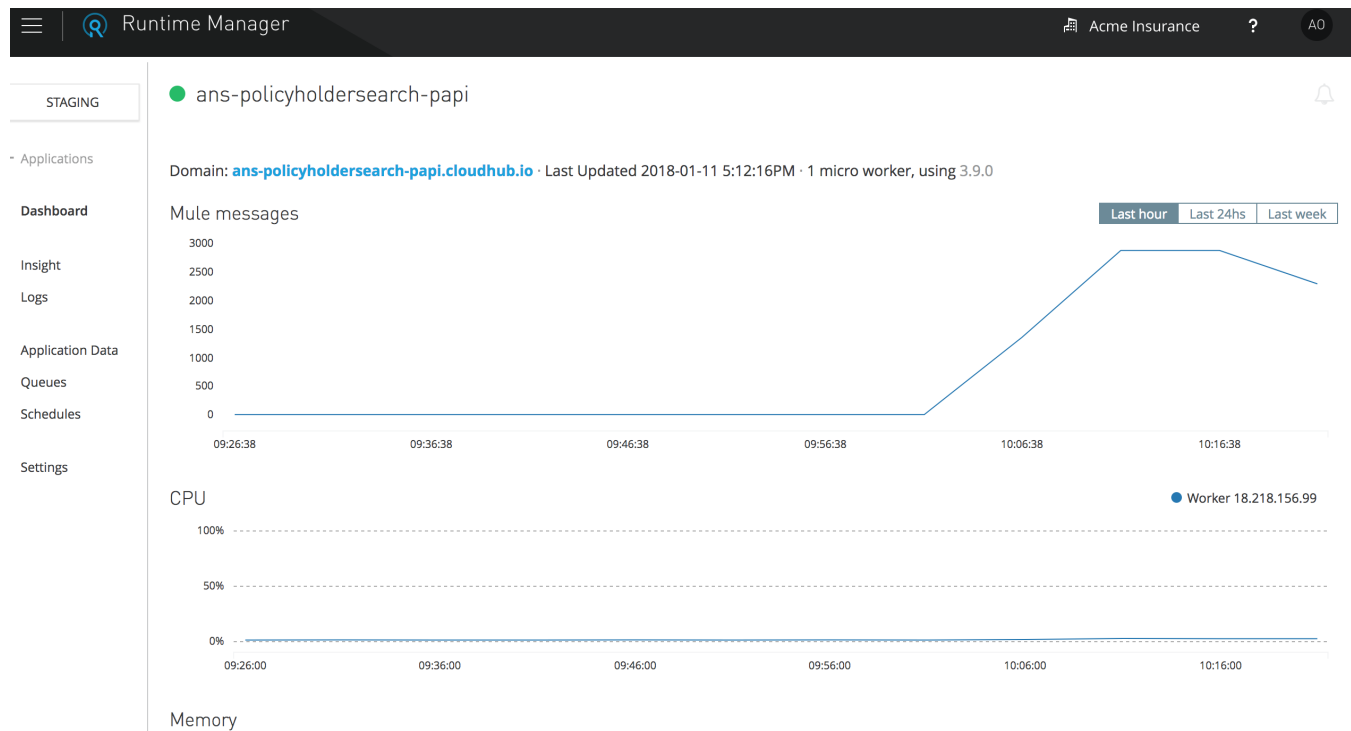 Runtime Manager
Acme Insurance ? AO
STAGING
Applications
Dashboard
Insight
Logs
Application Data
Queues
Schedules
Settings
ans-policyholdersearch-papi
Domain: ans-policyholdersearch-papi.cloudhub.io · Last Updated 2018-01-11 5:12:16PM · 1 micro worker, using 3.9.0
Mule messages
Last hour Last 24hs Last week
3000
2500
2000
1500
1000
500
0
09:26:38 09:36:38 09:46:38 09:56:38 10:06:38 10:16:38
CPU
Worker 18.218.156.99
100%
50%
0%
09:26:00 09:36:00 09:46:00 09:56:00 10:06:00 10:16:00
Memory